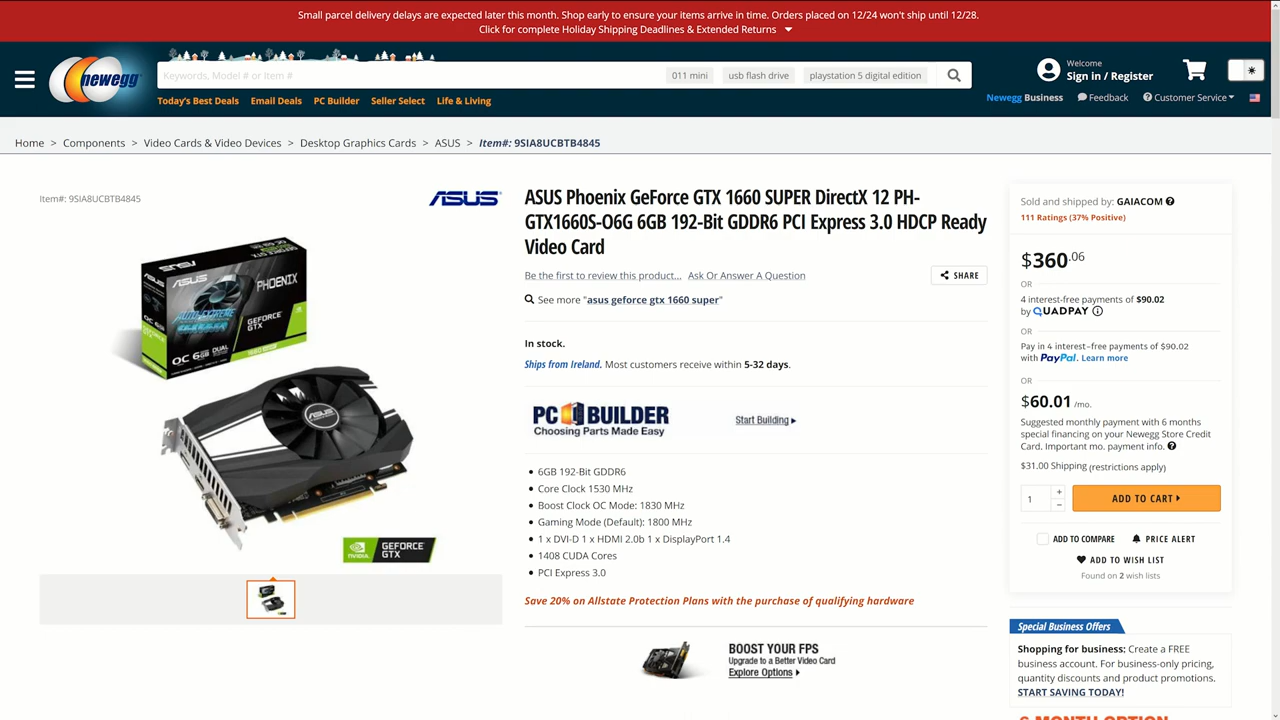 Small parcel delivery delays are expected later this month. Shop early to ensure your items arrive in time. Orders placed on 12/24 won't ship until 12/28.
Click for complete Holiday Shipping Deadlines & Extended Returns
newegg
Keywords, Model # or Item #
011 mini
usb flash drive
playstation 5 digital edition
Welcome
Sign in / Register
Today's Best Deals
Email Deals
PC Builder
Seller Select
Life & Living
Newegg Business
Feedback
Customer Service
Home > Components > Video Cards & Video Devices > Desktop Graphics Cards > ASUS > Item#: 9SIA8UCBTB4845
Item#: 9SIA8UCBTB4845
ASUS
ASUS
PHOENIX
AUTO-EXTREME
GEFORCE
GTX
OC 6GB
ASUS
NVIDIA
GEFORCE
GTX
ASUS Phoenix GeForce GTX 1660 SUPER DirectX 12 PH-
GTX1660S-O6G 6GB 192-Bit GDDR6 PCI Express 3.0 HDCP Ready
Video Card
Be the first to review this product... Ask Or Answer A Question
SHARE
See more "asus geforce gtx 1660 super"
In stock.
Ships from Ireland. Most customers receive within 5-32 days.
PC BUILDER
Choosing Parts Made Easy
Start Building
• 6GB 192-Bit GDDR6
• Core Clock 1530 MHz
• Boost Clock OC Mode: 1830 MHz
• Gaming Mode (Default): 1800 MHz
• 1 x DVI-D 1 x HDMI 2.0b 1 x DisplayPort 1.4
• 1408 CUDA Cores
• PCI Express 3.0
Save 20% on Allstate Protection Plans with the purchase of qualifying hardware
BOOST YOUR FPS
Upgrade to a Better Video Card
Explore Options
Sold and shipped by: GAIACOM
111 Ratings (37% Positive)
$360.06
OR
4 interest-free payments of $90.02
by QUADPAY
OR
Pay in 4 interest-free payments of $90.02
with PayPal. Learn more
OR
$60.01 /mo.
Suggested monthly payment with 6 months
special financing on your Newegg Store Credit
Card. Important mo. payment info.
$31.00 Shipping (restrictions apply)
1
+
−
ADD TO CART
ADD TO COMPARE
PRICE ALERT
ADD TO WISH LIST
Found on 2 wish lists
Special Business Offers
Shopping for business: Create a FREE
business account. For business-only pricing,
quantity discounts and product promotions.
START SAVING TODAY!
6 MONTH OPTION